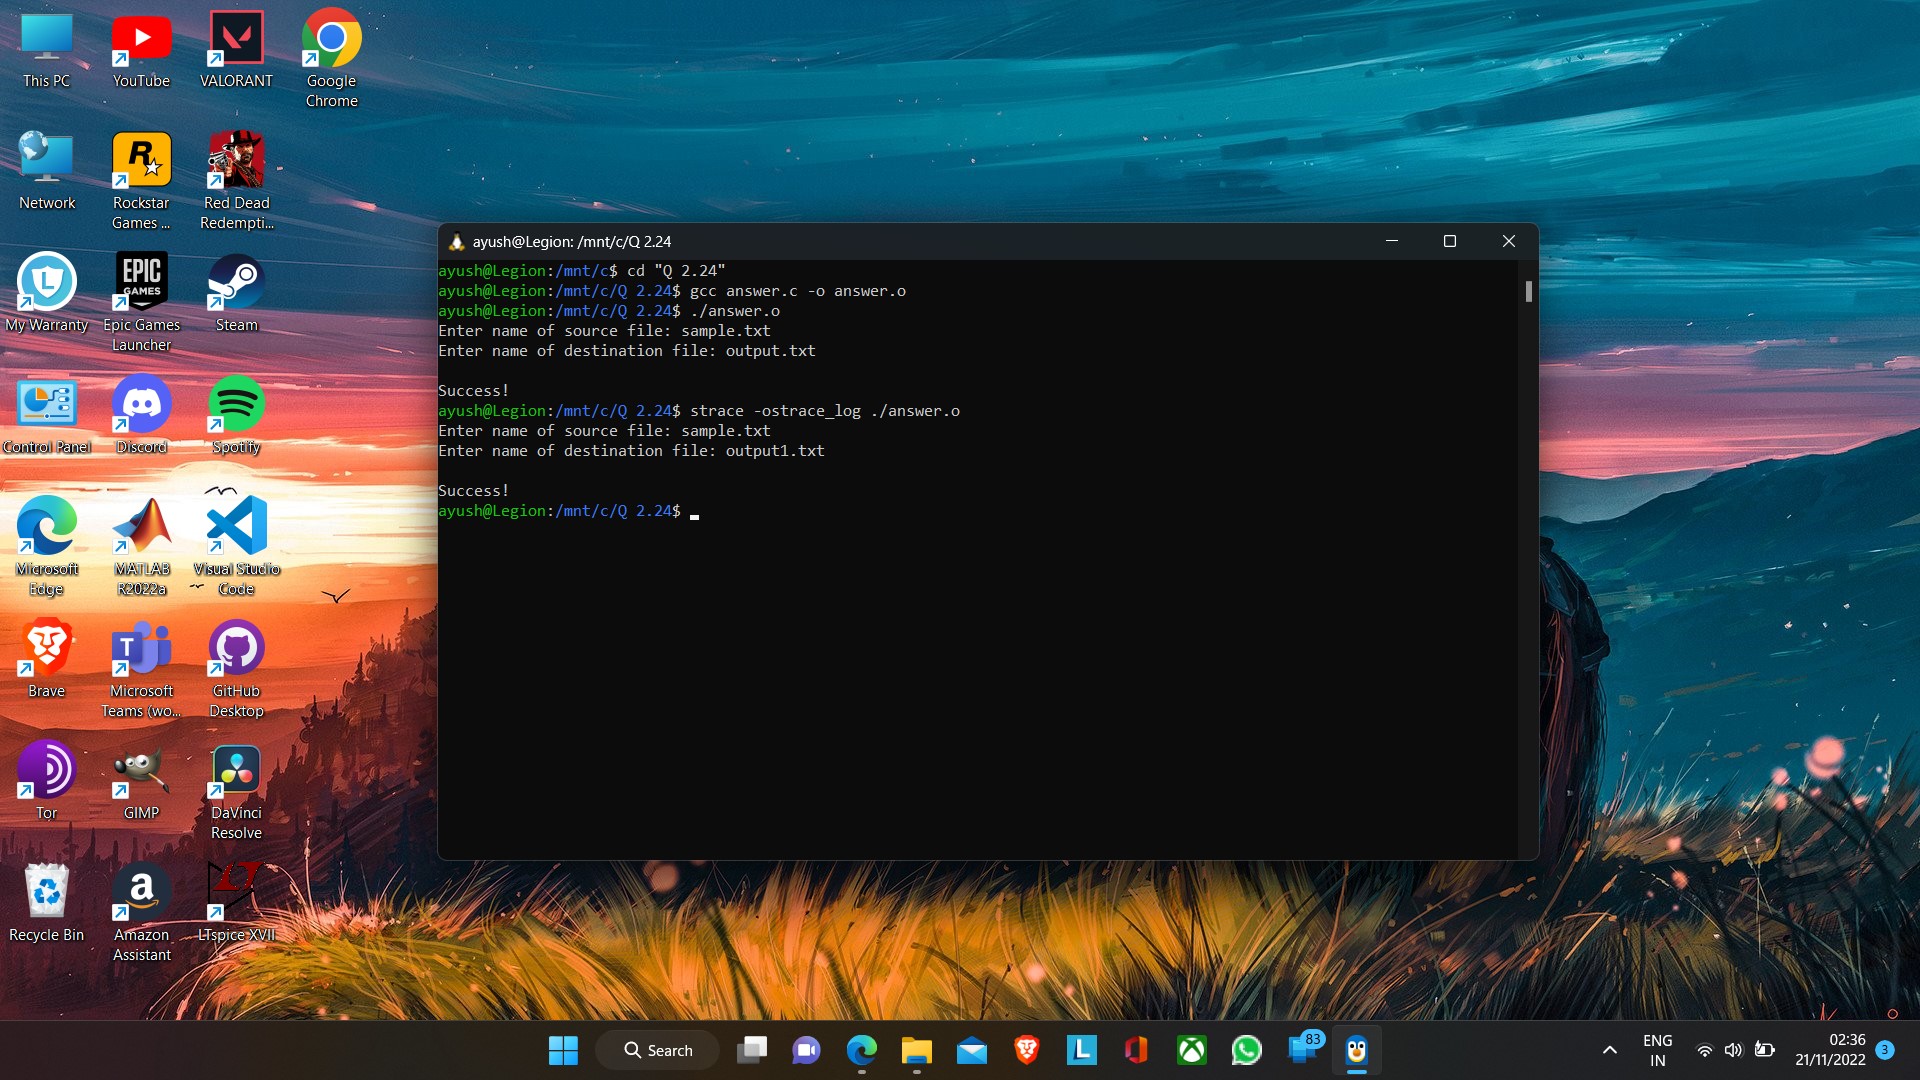 This PC
YouTube
VALORANT
Google
Chrome
Network
R
Rockstar
Games ...
Red Dead
Redempti...
L
My Warranty
EPIC
GAMES
Epic Games
Launcher
Steam
Control Panel
Discord
Spotify
Microsoft
Edge
MATLAB
R2022a
Visual Studio
Code
Brave
T
Microsoft
Teams (wo...
GitHub
Desktop
Tor
GIMP
DaVinci
Resolve
Recycle Bin
a
Amazon
Assistant
LTspice XVII
ayush@Legion: /mnt/c/Q 2.24
ayush@Legion:/mnt/c$ cd "Q 2.24"
ayush@Legion:/mnt/c/Q 2.24$ gcc answer.c -o answer.o
ayush@Legion:/mnt/c/Q 2.24$ ./answer.o
Enter name of source file: sample.txt
Enter name of destination file: output.txt
Success!
ayush@Legion:/mnt/c/Q 2.24$ strace -ostrace_log ./answer.o
Enter name of source file: sample.txt
Enter name of destination file: output1.txt
Success!
ayush@Legion:/mnt/c/Q 2.24$
Search
L
83
ENG
IN
02:36
21/11/2022
3